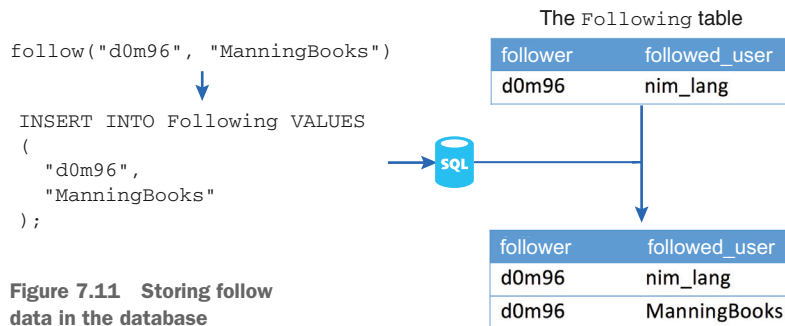 follow("d0m96", "ManningBooks")
INSERT INTO Following VALUES
(
"d0m96",
"ManningBooks"
);
SQL
The Following table
follower followed_user
d0m96 nim_lang
follower followed_user
d0m96 nim_lang
d0m96 ManningBooks
Figure 7.11 Storing follow
data in the database